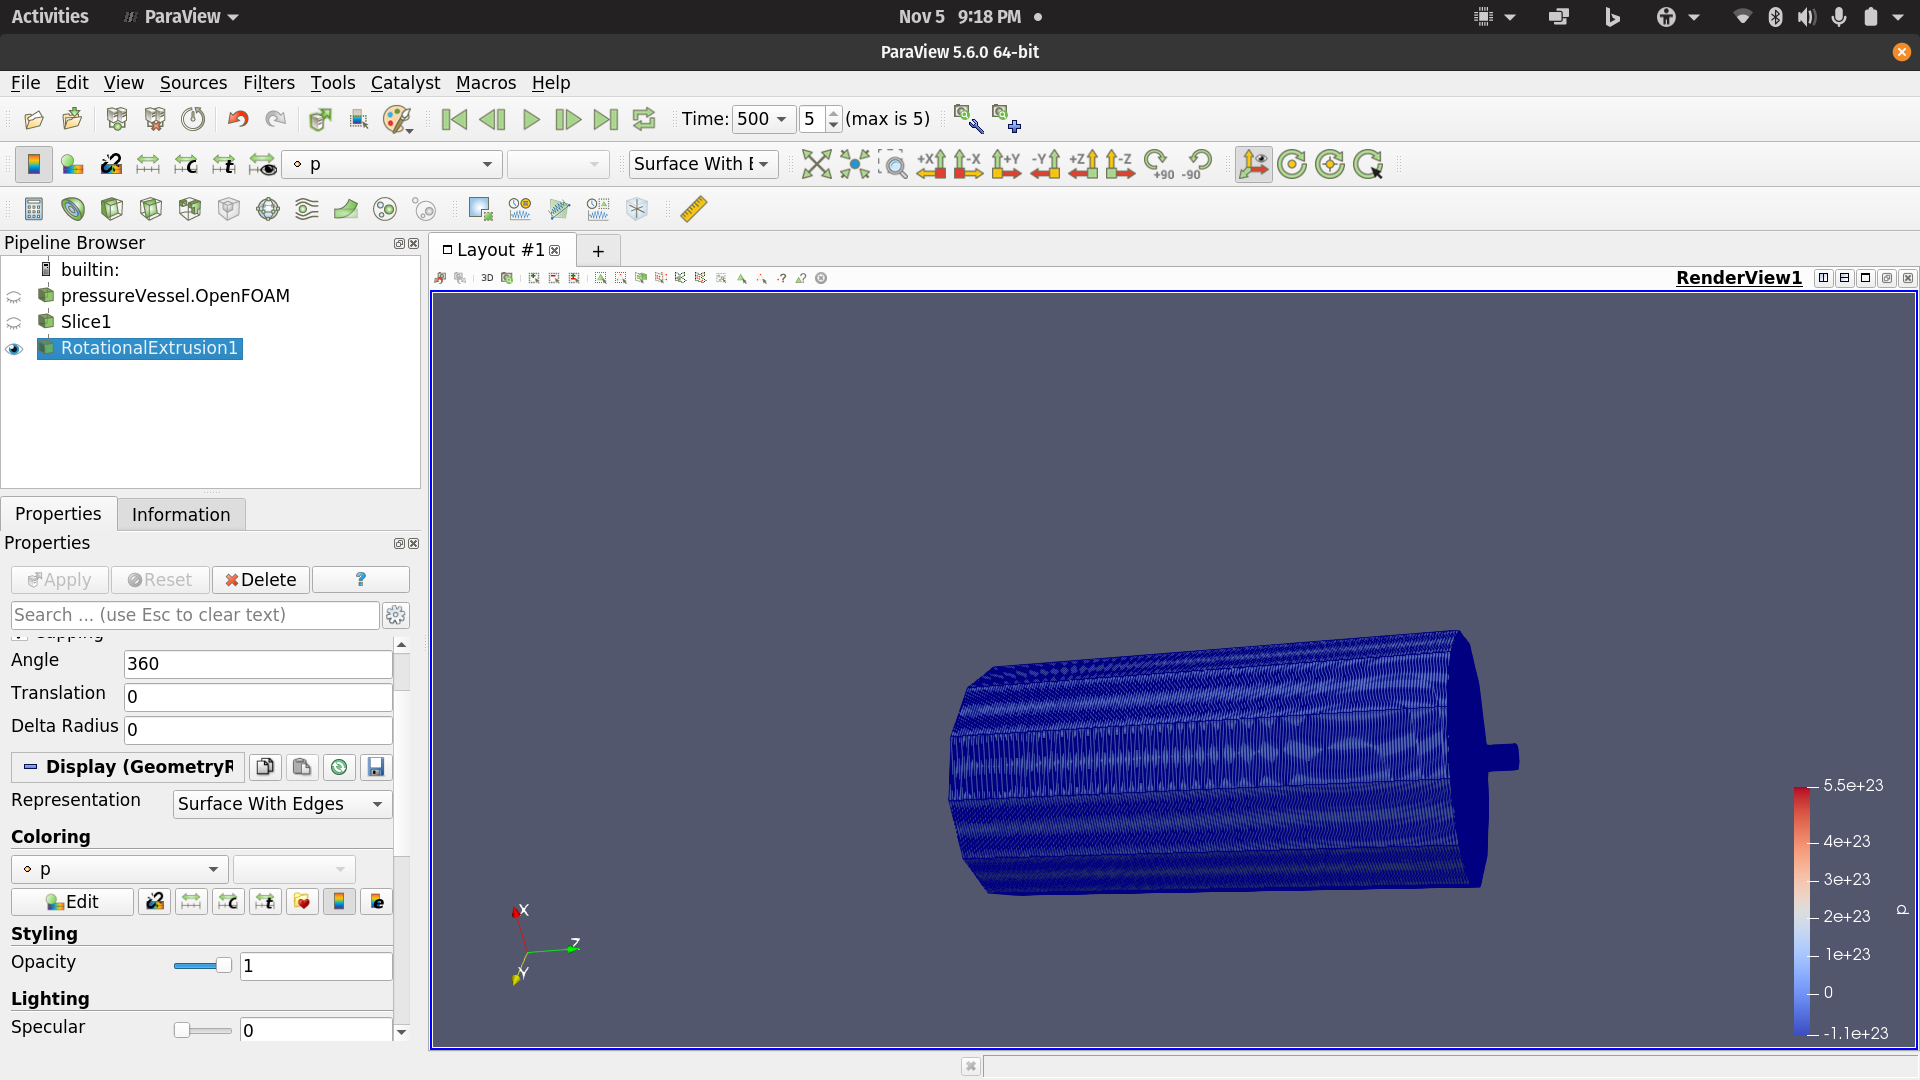 Activities ParaView Nov 5 9:18 PM
ParaView 5.6.0 64-bit
File Edit View Sources Filters Tools Catalyst Macros Help
Time: 500 5 (max is 5)
p Surface With E +X -X +Y -Y +Z -Z +90 -90
Pipeline Browser
Layout #1 +
builtin:
3D RenderView1
pressureVessel.OpenFOAM
Slice1
RotationalExtrusion1
Properties Information
Properties
Apply Reset Delete ?
Search ... (use Esc to clear text)
Capping
Angle 360
Translation 0
Delta Radius 0
Display (GeometryR
Representation Surface With Edges
Coloring
p
Edit
Styling
Opacity 1
Lighting
Specular 0
X
Z
Y
5.5e+23
4e+23
3e+23
2e+23
1e+23
0
-1.1e+23
p